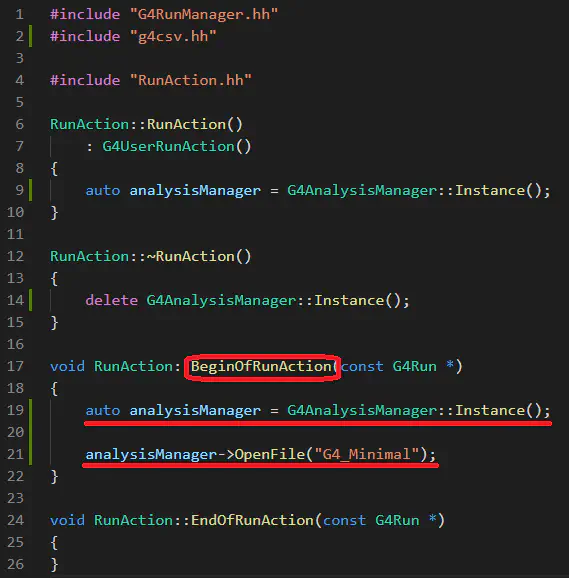 1 #include "G4RunManager.hh"
2 #include "g4csv.hh"
3
4 #include "RunAction.hh"
5
6 RunAction::RunAction()
7     : G4UserRunAction()
8 {
9     auto analysisManager = G4AnalysisManager::Instance();
10 }
11
12 RunAction::~RunAction()
13 {
14     delete G4AnalysisManager::Instance();
15 }
16
17 void RunAction::BeginOfRunAction(const G4Run *)
18 {
19     auto analysisManager = G4AnalysisManager::Instance();
20
21     analysisManager->OpenFile("G4_Minimal");
22 }
23
24 void RunAction::EndOfRunAction(const G4Run *)
25 {
26 }